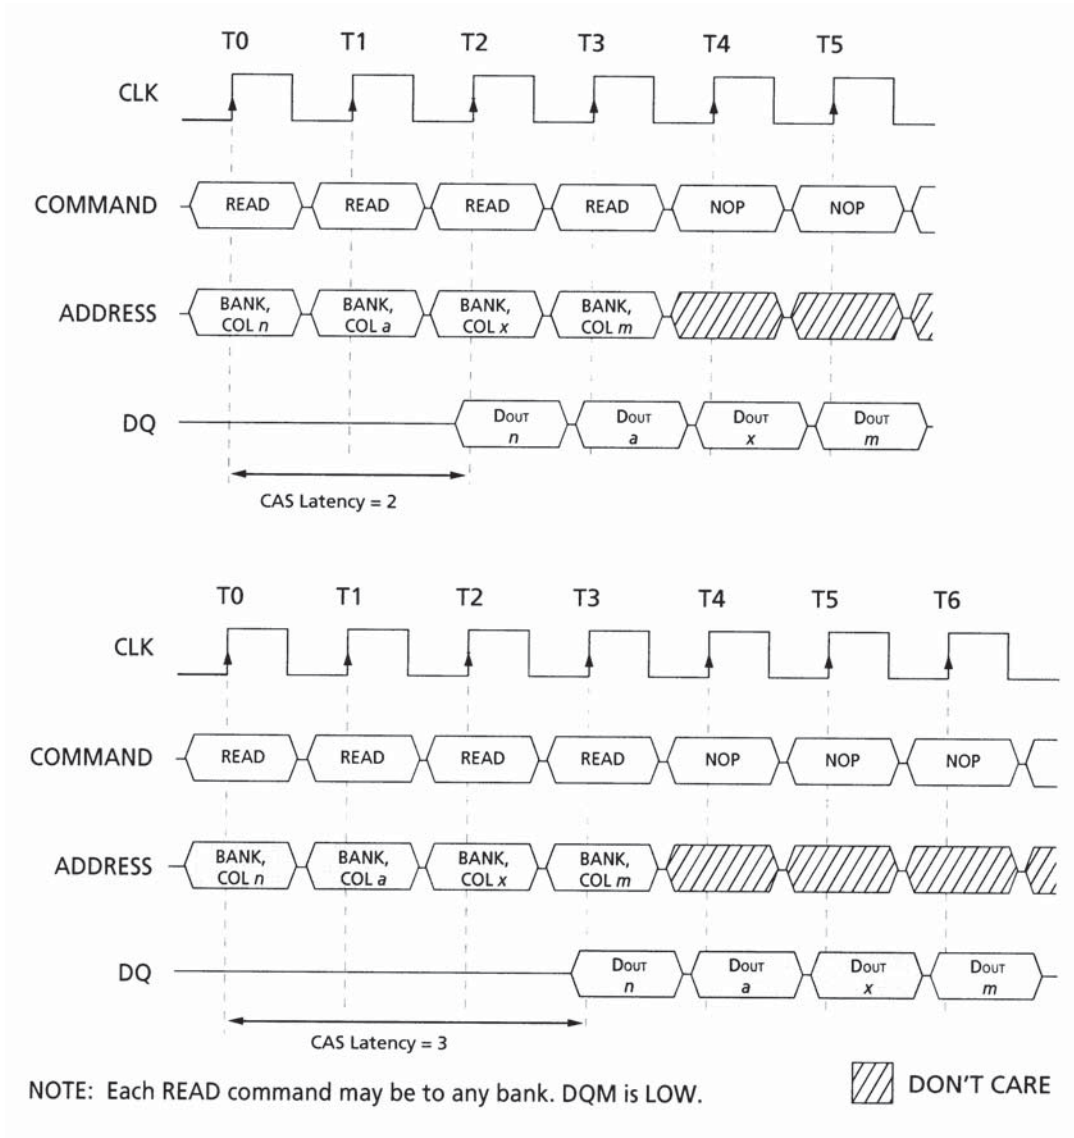 T0 T1 T2 T3 T4 T5
CLK
COMMAND READ READ READ READ NOP NOP
ADDRESS BANK, COL n BANK, COL a BANK, COL x BANK, COL m
DQ DOUT n DOUT a DOUT x DOUT m
CAS Latency = 2
T0 T1 T2 T3 T4 T5 T6
CLK
COMMAND READ READ READ READ NOP NOP NOP
ADDRESS BANK, COL n BANK, COL a BANK, COL x BANK, COL m
DQ DOUT n DOUT a DOUT x DOUT m
CAS Latency = 3
NOTE: Each READ command may be to any bank. DQM is LOW.
DON'T CARE